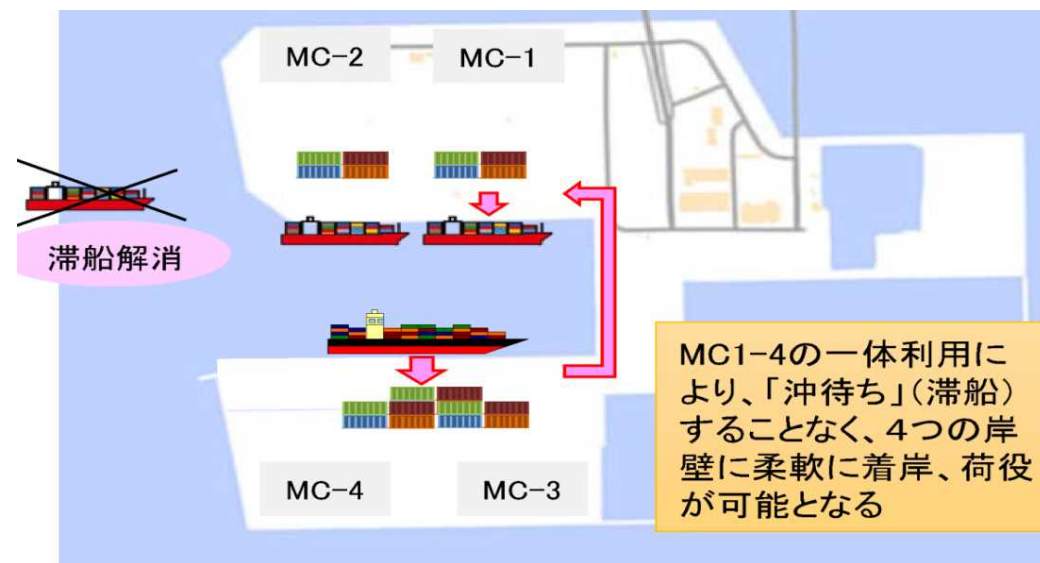 MC-2
MC-1
滞船解消
MC1-4の一体利用に
より、「沖待ち」(滞船)
することなく、4つの岸
壁に柔軟に着岸、荷役
が可能となる
MC-4
MC-3